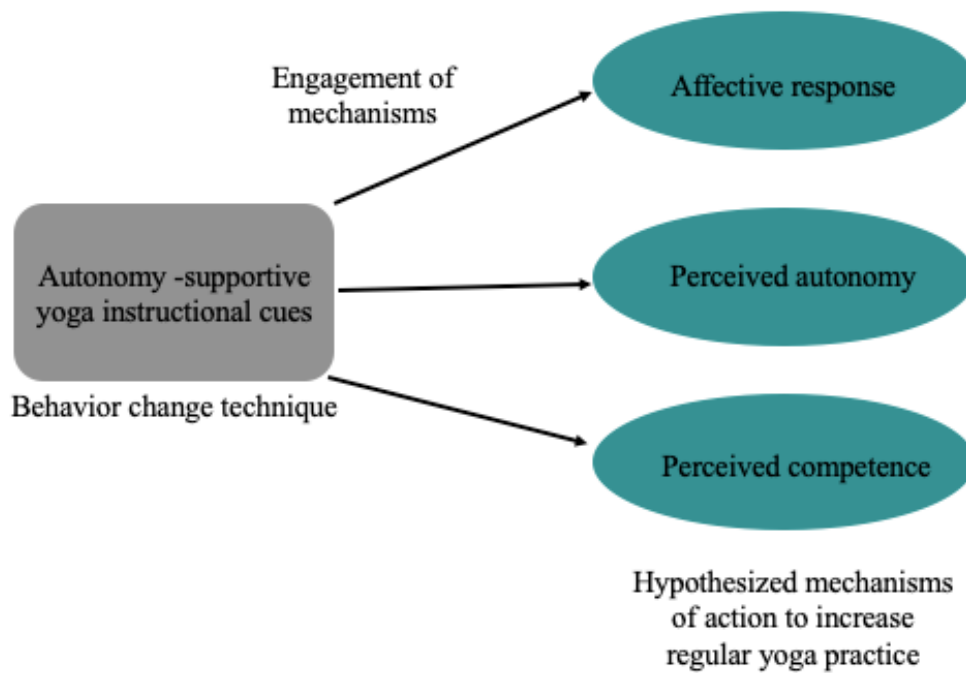 Engagement of
mechanisms
Affective response
Autonomy -supportive
yoga instructional cues
Perceived autonomy
Behavior change technique
Perceived competence
Hypothesized mechanisms
of action to increase
regular yoga practice